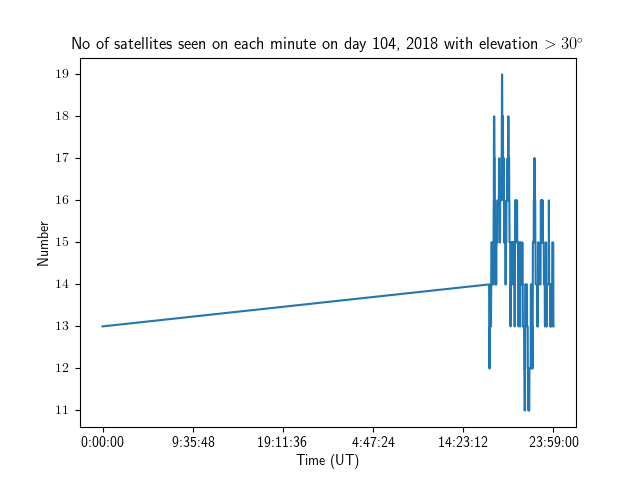 No of satellites seen on each minute on day 104, 2018 with elevation > 30°
19
18
17
16
15
14
13
12
11
Number
0:00:00 9:35:48 19:11:36 4:47:24 14:23:12 23:59:00
Time (UT)